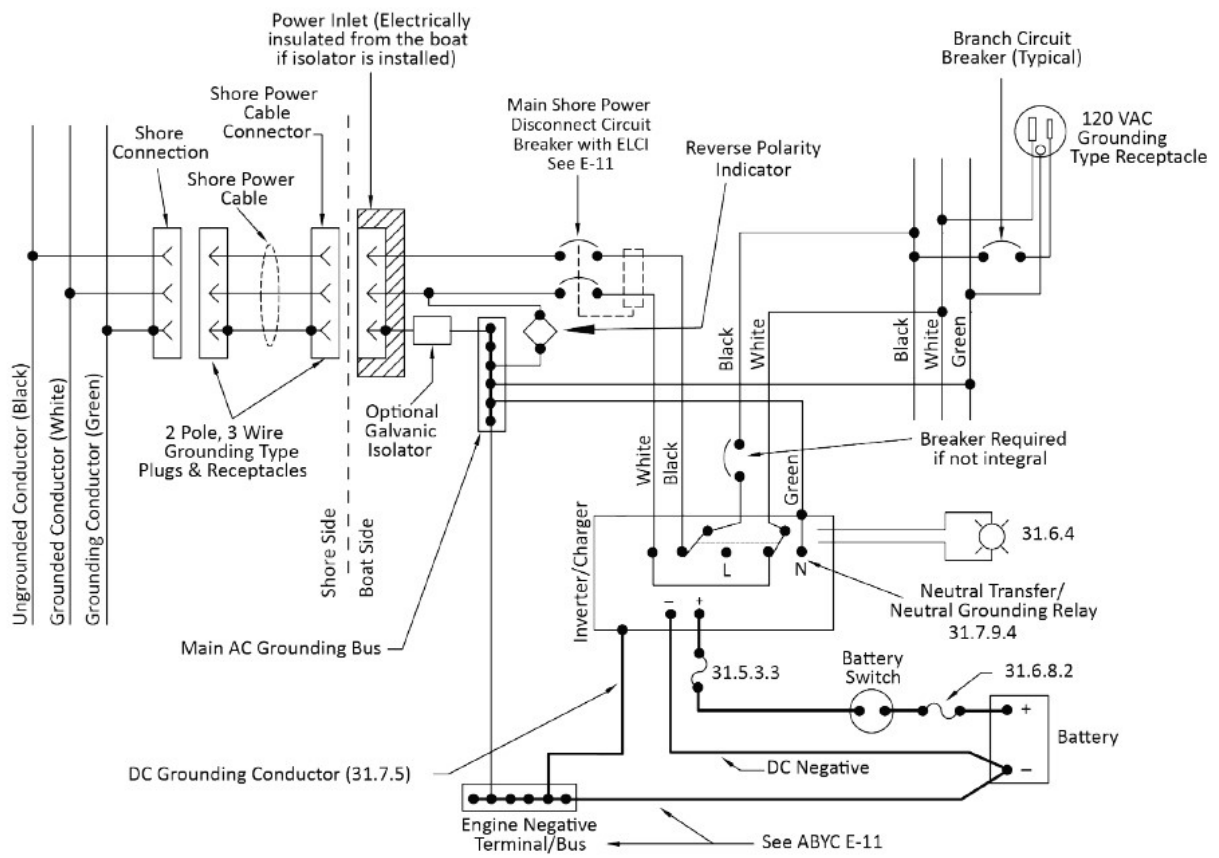 Power Inlet (Electrically
insulated from the boat
if isolator is installed)
Branch Circuit
Breaker (Typical)
Shore Power
Cable
Connector
Main Shore Power
Disconnect Circuit
Breaker with ELCI
See E-11
120 VAC
Grounding
Type Receptacle
Shore
Connection
Reverse Polarity
Indicator
Shore Power
Cable
Black
White
Black
White
Green
Optional
Galvanic
Isolator
2 Pole, 3 Wire
Grounding Type
Plugs & Receptacles
Ungrounded Conductor (Black)
Grounded Conductor (White)
Grounding Conductor (Green)
Shore Side
Boat Side
White
Black
Green
Breaker Required
if not integral
Inverter/Charger
L
N
31.6.4
Neutral Transfer/
Neutral Grounding Relay
31.7.9.4
− +
Main AC Grounding Bus
31.5.3.3
Battery
Switch
31.6.8.2
+
Battery
−
DC Grounding Conductor (31.7.5)
DC Negative
Engine Negative
Terminal/Bus
See ABYC E-11